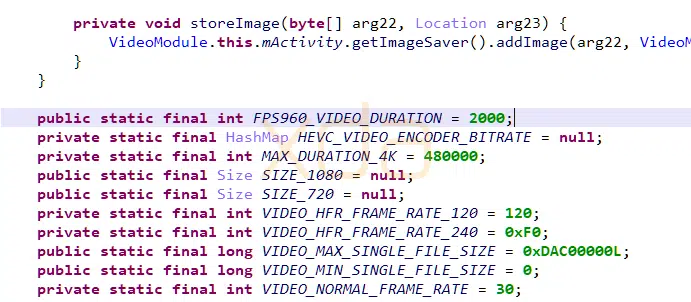 private void storeImage(byte[] arg22, Location arg23) {
VideoModule.this.mActivity.getImageSaver().addImage(arg22, VideoM
}
}
public static final int FPS960_VIDEO_DURATION = 2000;
private static final HashMap HEVC_VIDEO_ENCODER_BITRATE = null;
private static final int MAX_DURATION_4K = 480000;
public static final Size SIZE_1080 = null;
public static final Size SIZE_720 = null;
private static final int VIDEO_HFR_FRAME_RATE_120 = 120;
private static final int VIDEO_HFR_FRAME_RATE_240 = 0xF0;
public static final long VIDEO_MAX_SINGLE_FILE_SIZE = 0xDAC00000L;
public static final long VIDEO_MIN_SINGLE_FILE_SIZE = 0;
private static final int VIDEO_NORMAL_FRAME_RATE = 30;
xda